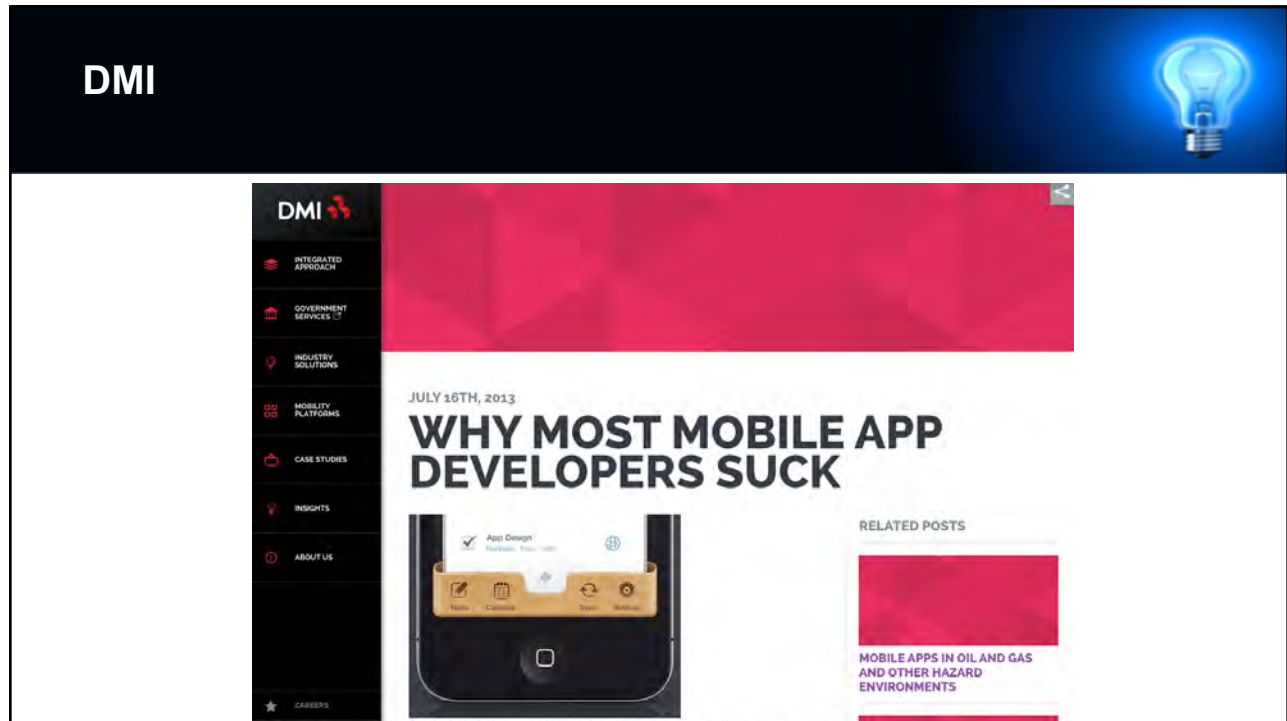 DMI
DMI
INTEGRATED
APPROACH
GOVERNMENT
SERVICES
INDUSTRY
SOLUTIONS
MOBILITY
PLATFORMS
CASE STUDIES
INSIGHTS
ABOUT US
CAREERS
JULY 16TH, 2013
WHY MOST MOBILE APP
DEVELOPERS SUCK
App Design
RELATED POSTS
MOBILE APPS IN OIL AND GAS
AND OTHER HAZARD
ENVIRONMENTS